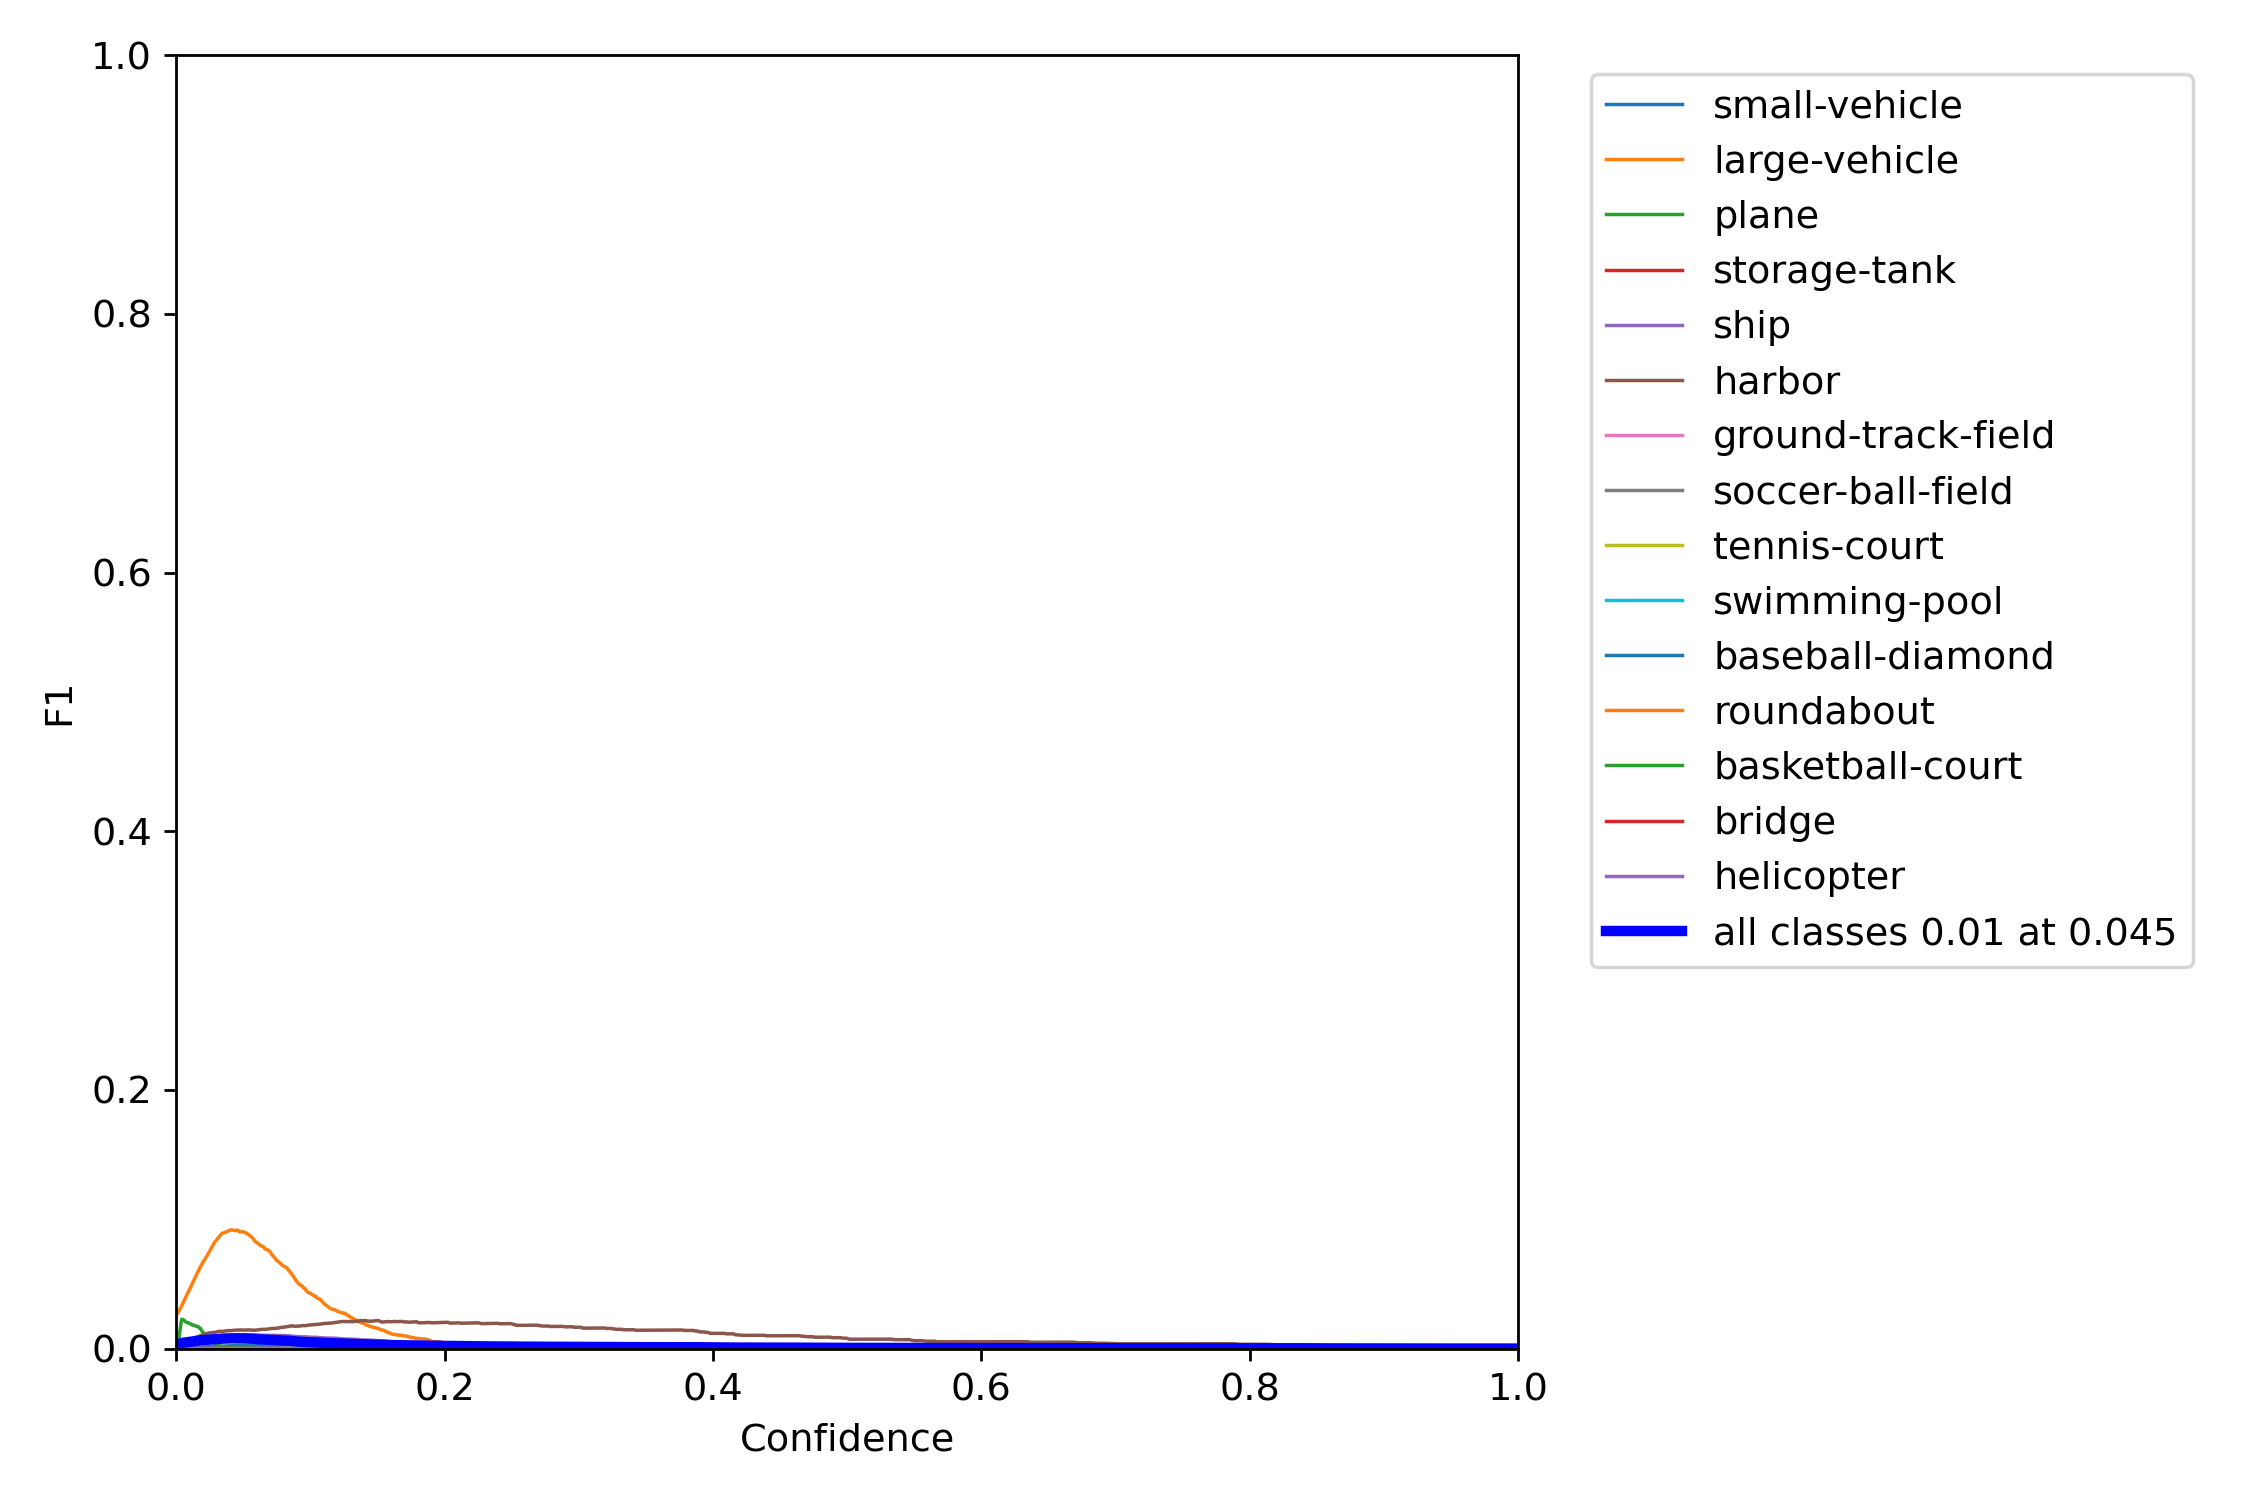 1.0
0.8
0.6
0.4
0.2
0.0
F1
0.0 0.2 0.4 0.6 0.8 1.0
Confidence
small-vehicle
large-vehicle
plane
storage-tank
ship
harbor
ground-track-field
soccer-ball-field
tennis-court
swimming-pool
baseball-diamond
roundabout
basketball-court
bridge
helicopter
all classes 0.01 at 0.045